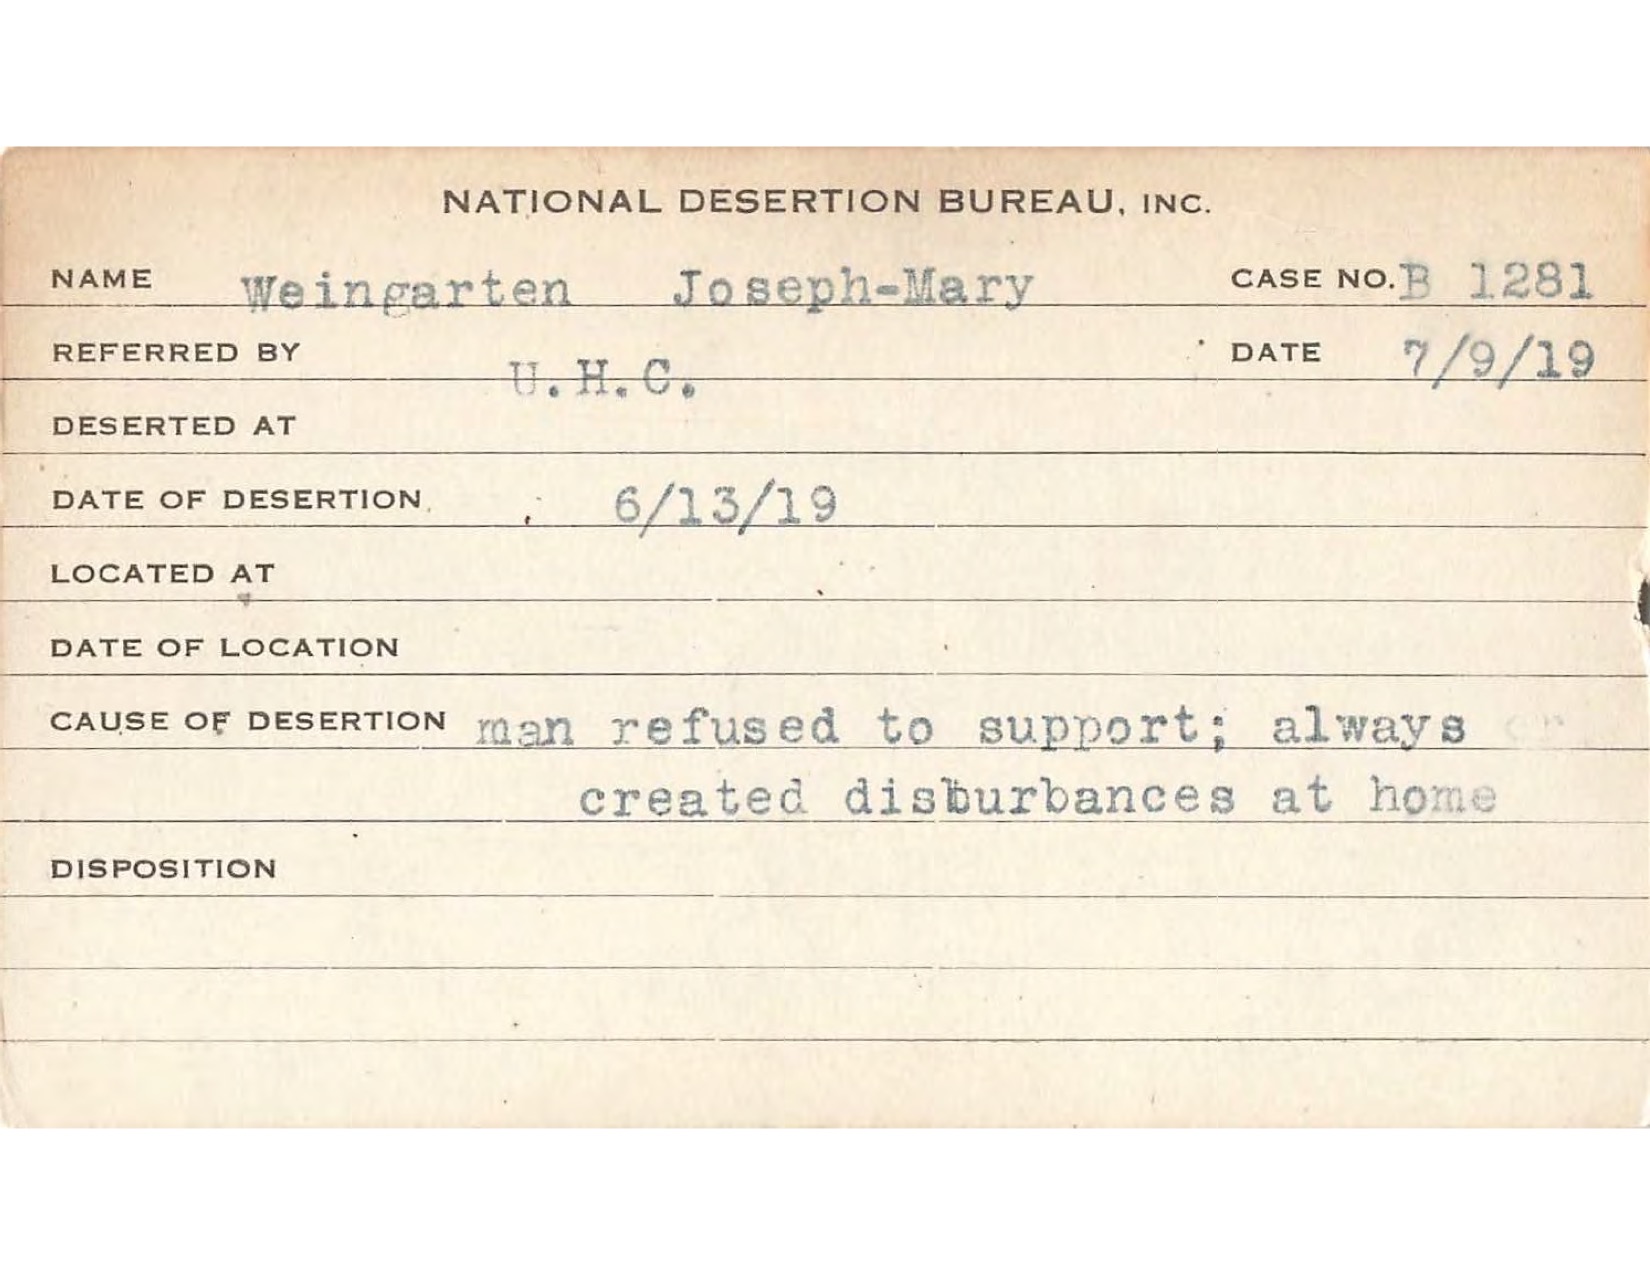 NATIONAL DESERTION BUREAU, INC.
NAME Weingarten Joseph-Mary CASE NO. B 1281
REFERRED BY U.H.C. DATE 7/9/19
DESERTED AT
DATE OF DESERTION 6/13/19
LOCATED AT
DATE OF LOCATION
CAUSE OF DESERTION man refused to support; always
created disturbances at home
DISPOSITION